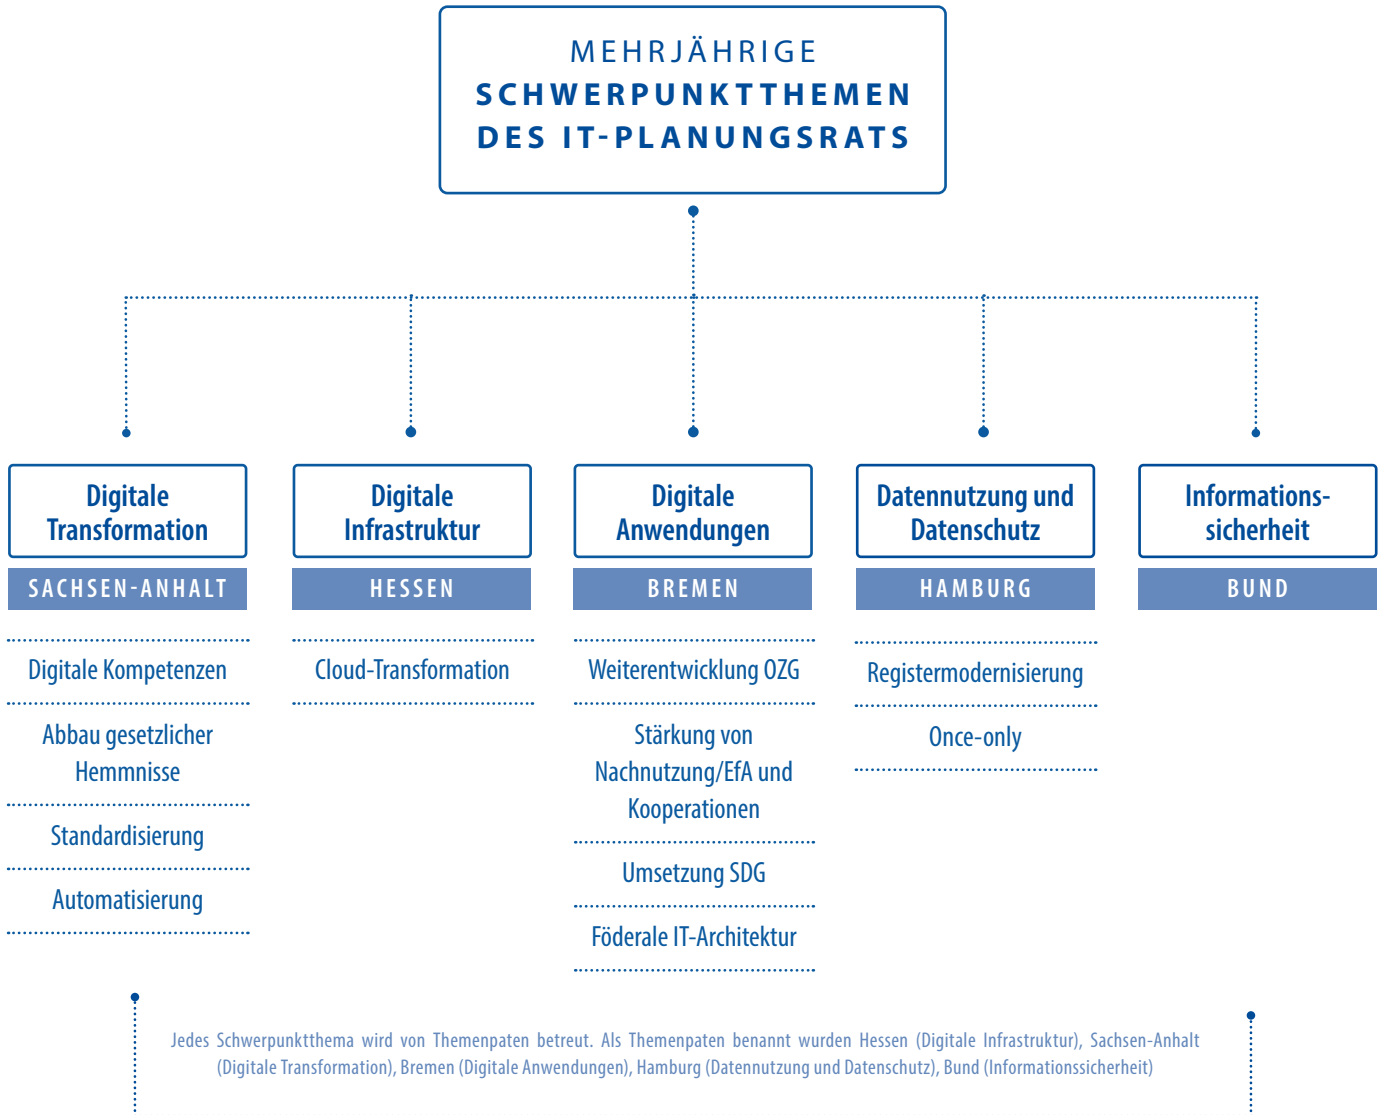 MEHRJÄHRIGE
SCHWERPUNKTTHEMEN
DES IT-PLANUNGSRATS
Digitale
Transformation
SACHSEN-ANHALT
Digitale Kompetenzen
Abbau gesetzlicher
Hemmnisse
Standardisierung
Automatisierung
Digitale
Infrastruktur
HESSEN
Cloud-Transformation
Digitale
Anwendungen
BREMEN
Weiterentwicklung OZG
Stärkung von
Nachnutzung/EfA und
Kooperationen
Umsetzung SDG
Föderale IT-Architektur
Datennutzung und
Datenschutz
HAMBURG
Registermodernisierung
Once-only
Informations-
sicherheit
BUND
Jedes Schwerpunktthema wird von Themenpaten betreut. Als Themenpaten benannt wurden Hessen (Digitale Infrastruktur), Sachsen-Anhalt
(Digitale Transformation), Bremen (Digitale Anwendungen), Hamburg (Datennutzung und Datenschutz), Bund (Informationssicherheit)